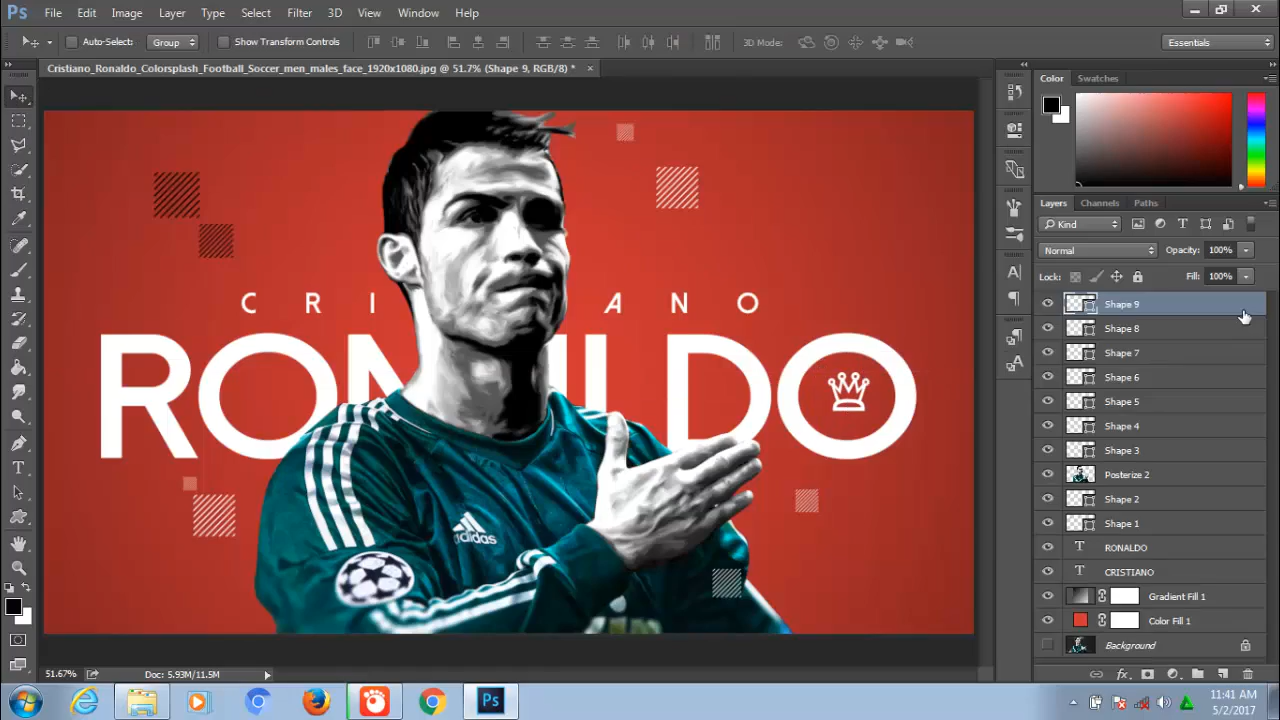 Ps File Edit Image Layer Type Select Filter 3D View Window Help
Auto-Select: Group Show Transform Controls 3D Mode: Essentials
Cristiano_Ronaldo_Colorsplash_Football_Soccer_men_males_face_1920x1080.jpg @ 51.7% (Shape 9, RGB/8) * ×
Color Swatches
Layers Channels Paths
Kind
Normal Opacity: 100%
Lock: Fill: 100%
Shape 9
Shape 8
Shape 7
Shape 6
Shape 5
Shape 4
Shape 3
Posterize 2
Shape 2
Shape 1
RONALDO
CRISTIANO
Gradient Fill 1
Color Fill 1
Background
C R I A N O
RONALDO
adidas
51.67% Doc: 5.93M/11.5M
fx
Ps
11:41 AM
5/2/2017